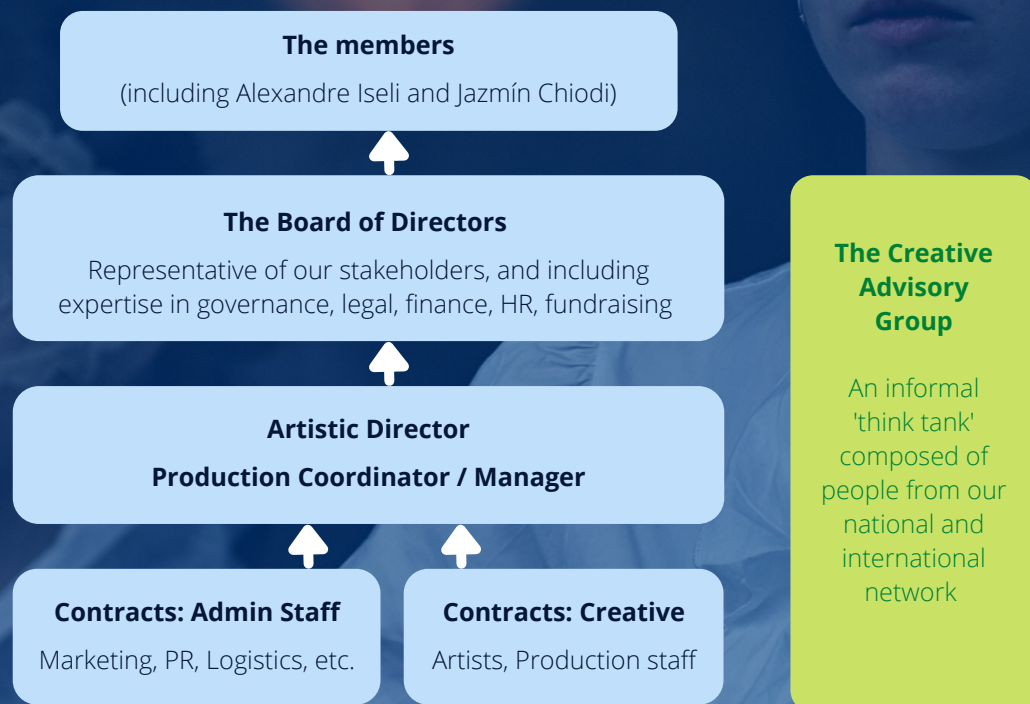 The members
(including Alexandre Iseli and Jazmín Chiodi)
The Board of Directors
Representative of our stakeholders, and including
expertise in governance, legal, finance, HR, fundraising
Artistic Director
Production Coordinator / Manager
Contracts: Admin Staff
Marketing, PR, Logistics, etc.
Contracts: Creative
Artists, Production staff
The Creative
Advisory
Group
An informal
'think tank'
composed of
people from our
national and
international
network